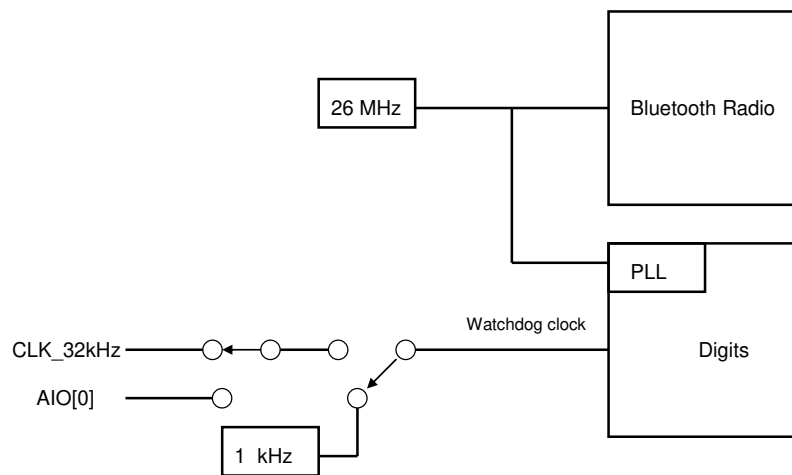 26 MHz
Bluetooth Radio
PLL
Watchdog clock
CLK_32kHz
Digits
AIO[0]
1 kHz